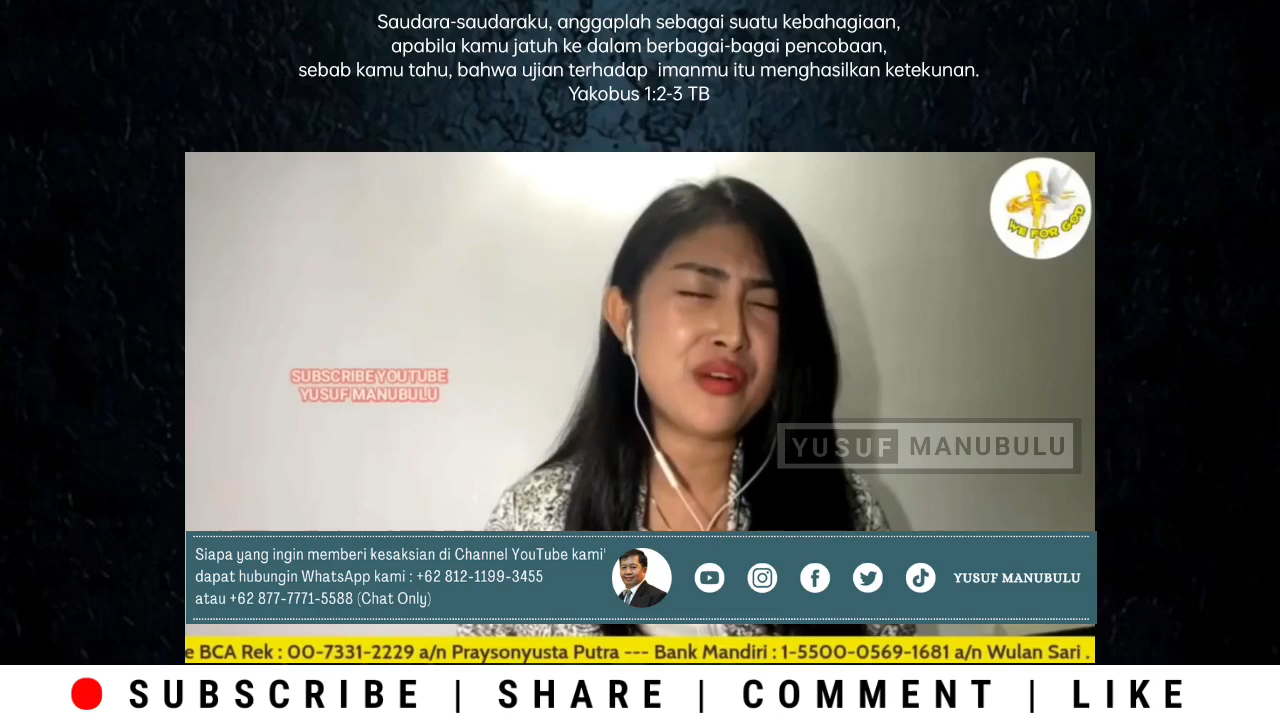 Saudara-saudaraku, anggaplah sebagai suatu kebahagiaan,
apabila kamu jatuh ke dalam berbagai-bagai pencobaan,
sebab kamu tahu, bahwa ujian terhadap  imanmu itu menghasilkan ketekunan.
Yakobus 1:2-3 TB
WE FOR GOD
SUBSCRIBE YOUTUBE
YUSUF MANUBULU
YUSUF MANUBULU
Siapa yang ingin memberi kesaksian di Channel YouTube kami'
dapat hubungin WhatsApp kami : +62 812-1199-3455
atau +62 877-7771-5588 (Chat Only)
YUSUF MANUBULU
e BCA Rek : 00-7331-2229 a/n Praysonyusta Putra --- Bank Mandiri : 1-5500-0569-1681 a/n Wulan Sari .
SUBSCRIBE | SHARE | COMMENT | LIKE